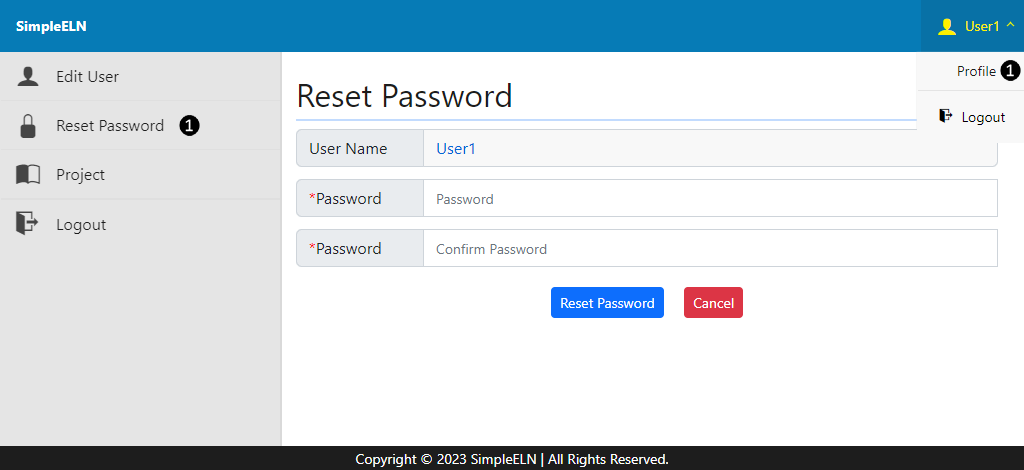 SimpleELN
User1
Profile 1
Logout
Edit User
Reset Password 1
Project
Logout
Reset Password
User Name User1
*Password Password
*Password Confirm Password
Reset Password Cancel
Copyright © 2023 SimpleELN | All Rights Reserved.